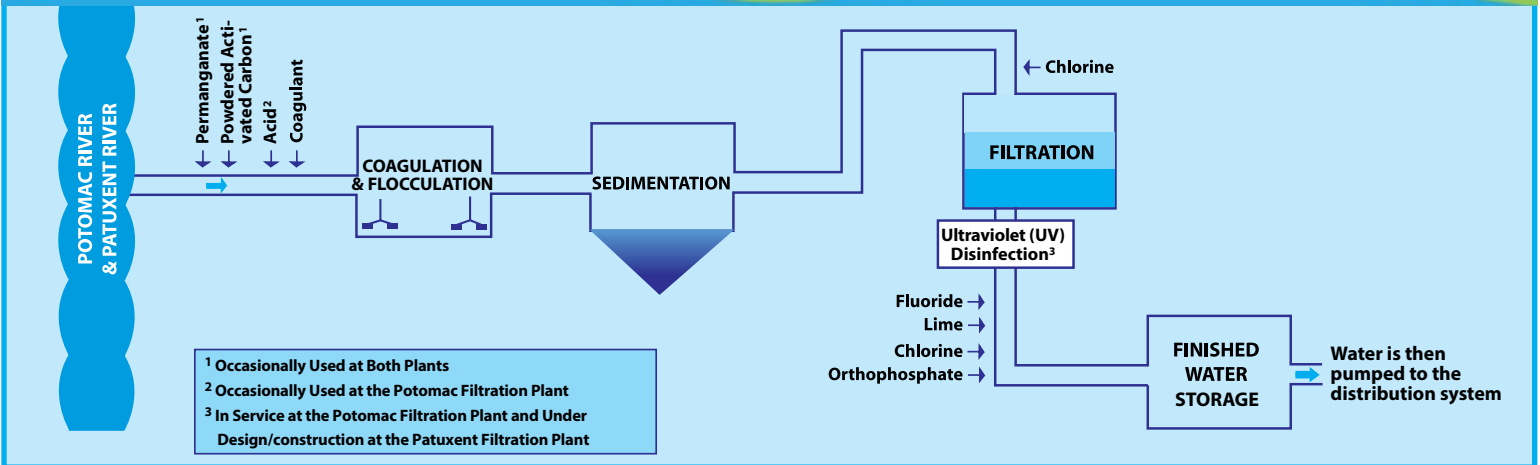 POTOMAC RIVER
& PATUXENT RIVER
Permanganate¹
Powdered Acti-
vated Carbon¹
Acid²
Coagulant
COAGULATION
& FLOCCULATION
SEDIMENTATION
Chlorine
FILTRATION
Ultraviolet (UV)
Disinfection³
Fluoride
Lime
Chlorine
Orthophosphate
FINISHED
WATER
STORAGE
Water is then
pumped to the
distribution system
¹ Occasionally Used at Both Plants
² Occasionally Used at the Potomac Filtration Plant
³ In Service at the Potomac Filtration Plant and Under
Design/construction at the Patuxent Filtration Plant